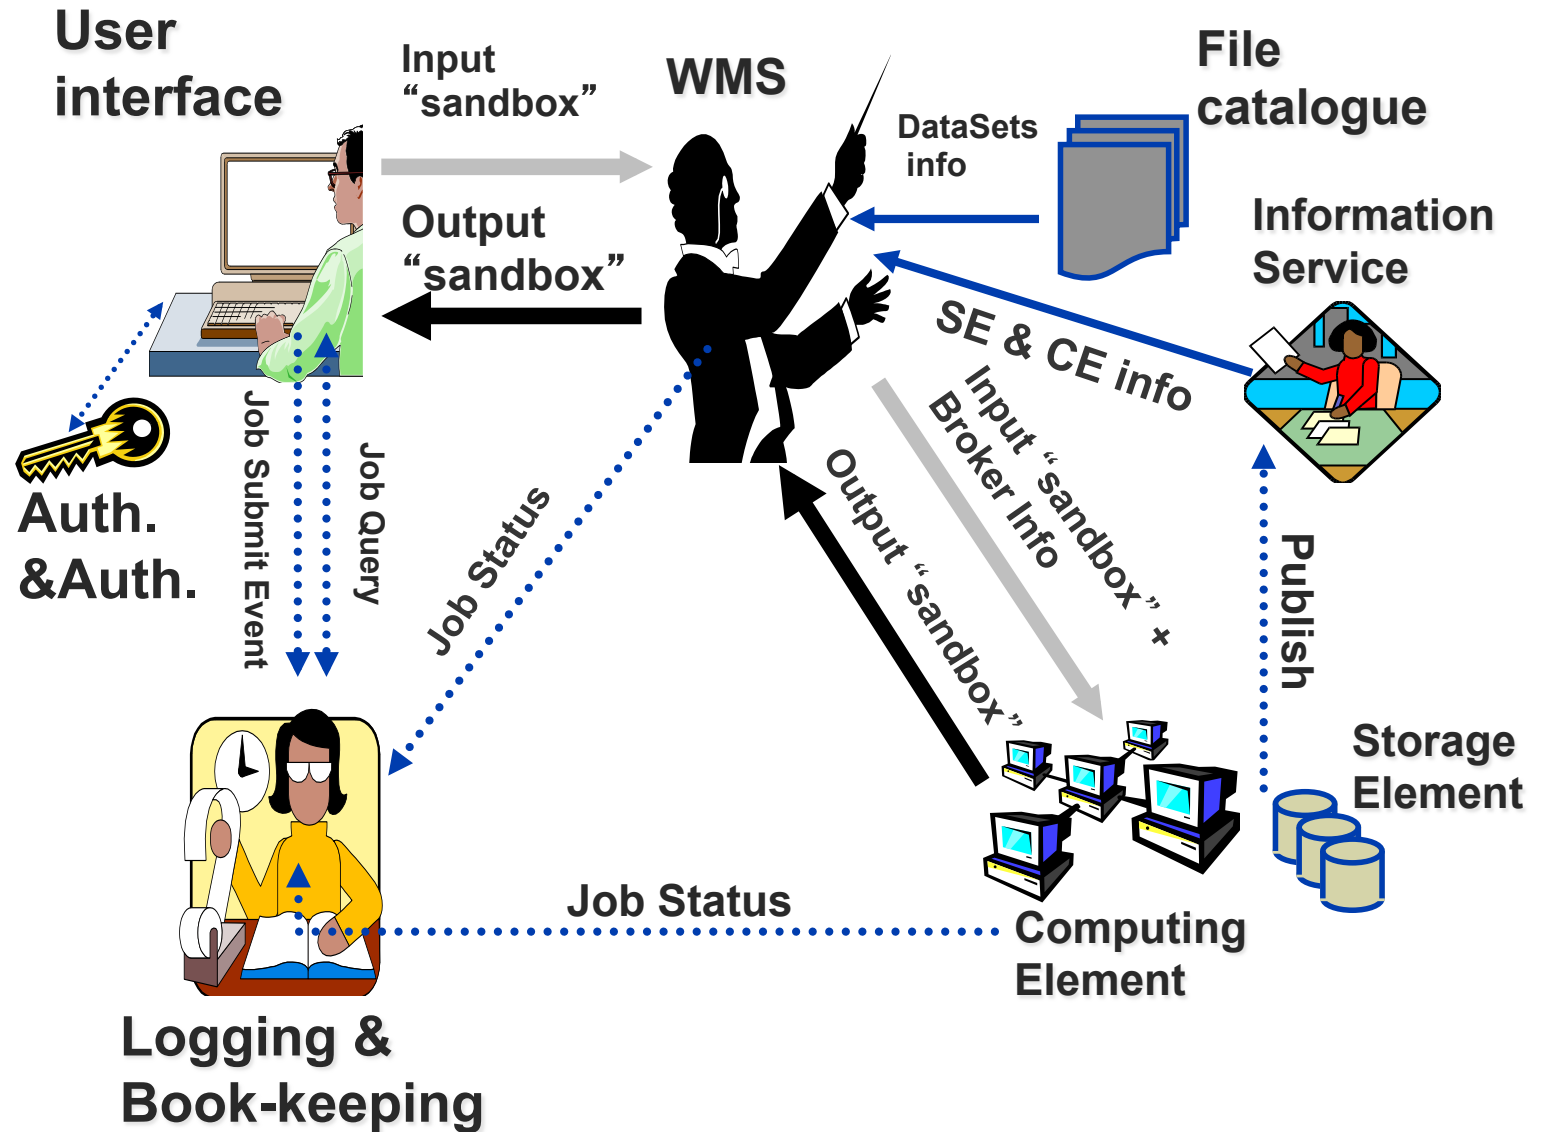 User
interface
Input
“sandbox”
WMS
File
catalogue
DataSets
info
Output
“sandbox”
Information
Service
SE & CE info
Input “sandbox” +
Broker Info
Output “sandbox”
Auth.
&Auth.
Job Submit Event
Job Query
Job Status
Publish
Storage
Element
Job Status
Computing
Element
Logging &
Book-keeping